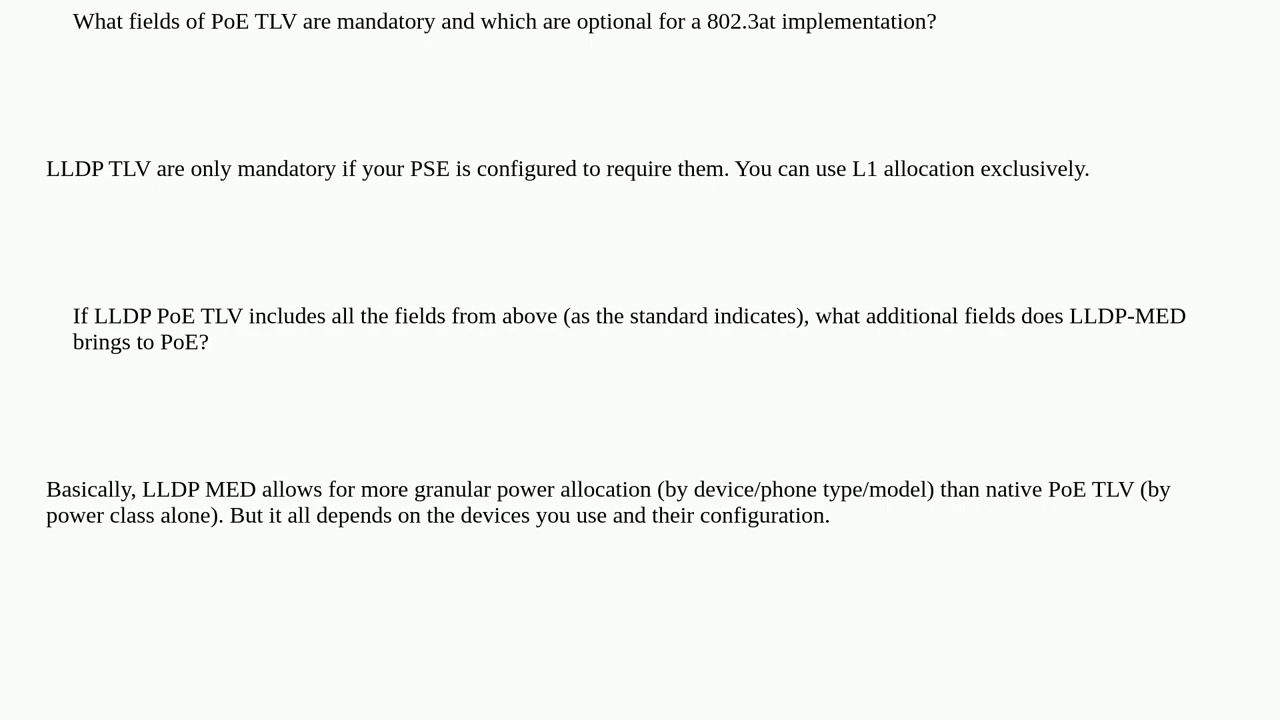 What fields of PoE TLV are mandatory and which are optional for a 802.3at implementation?
LLDP TLV are only mandatory if your PSE is configured to require them. You can use L1 allocation exclusively.
If LLDP PoE TLV includes all the fields from above (as the standard indicates), what additional fields does LLDP-MED
brings to PoE?
Basically, LLDP MED allows for more granular power allocation (by device/phone type/model) than native PoE TLV (by
power class alone). But it all depends on the devices you use and their configuration.